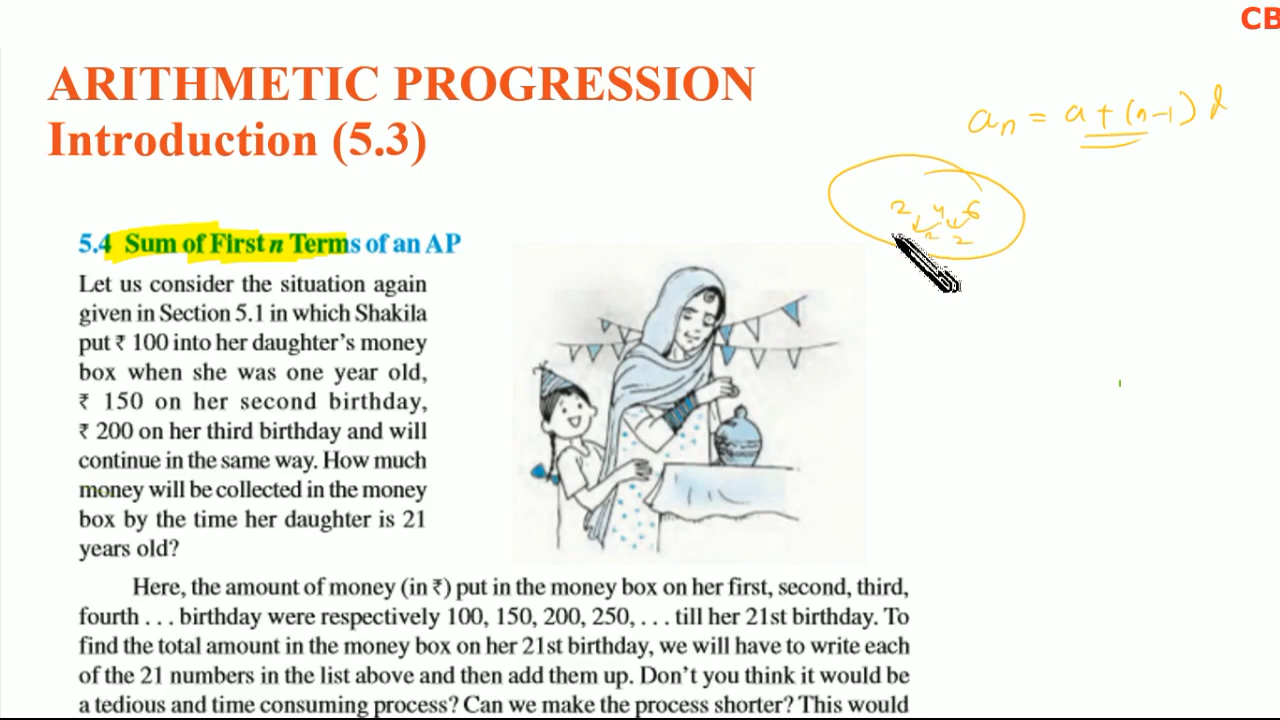 CB
ARITHMETIC PROGRESSION
Introduction (5.3)
aₙ = a + (n-1) d
2 4 6
2 2
5.4 Sum of First n Terms of an AP
Let us consider the situation again
given in Section 5.1 in which Shakila
put ₹ 100 into her daughter’s money
box when she was one year old,
₹ 150 on her second birthday,
₹ 200 on her third birthday and will
continue in the same way. How much
money will be collected in the money
box by the time her daughter is 21
years old?
Here, the amount of money (in ₹) put in the money box on her first, second, third,
fourth . . . birthday were respectively 100, 150, 200, 250, . . . till her 21st birthday. To
find the total amount in the money box on her 21st birthday, we will have to write each
of the 21 numbers in the list above and then add them up. Don’t you think it would be
a tedious and time consuming process? Can we make the process shorter? This would